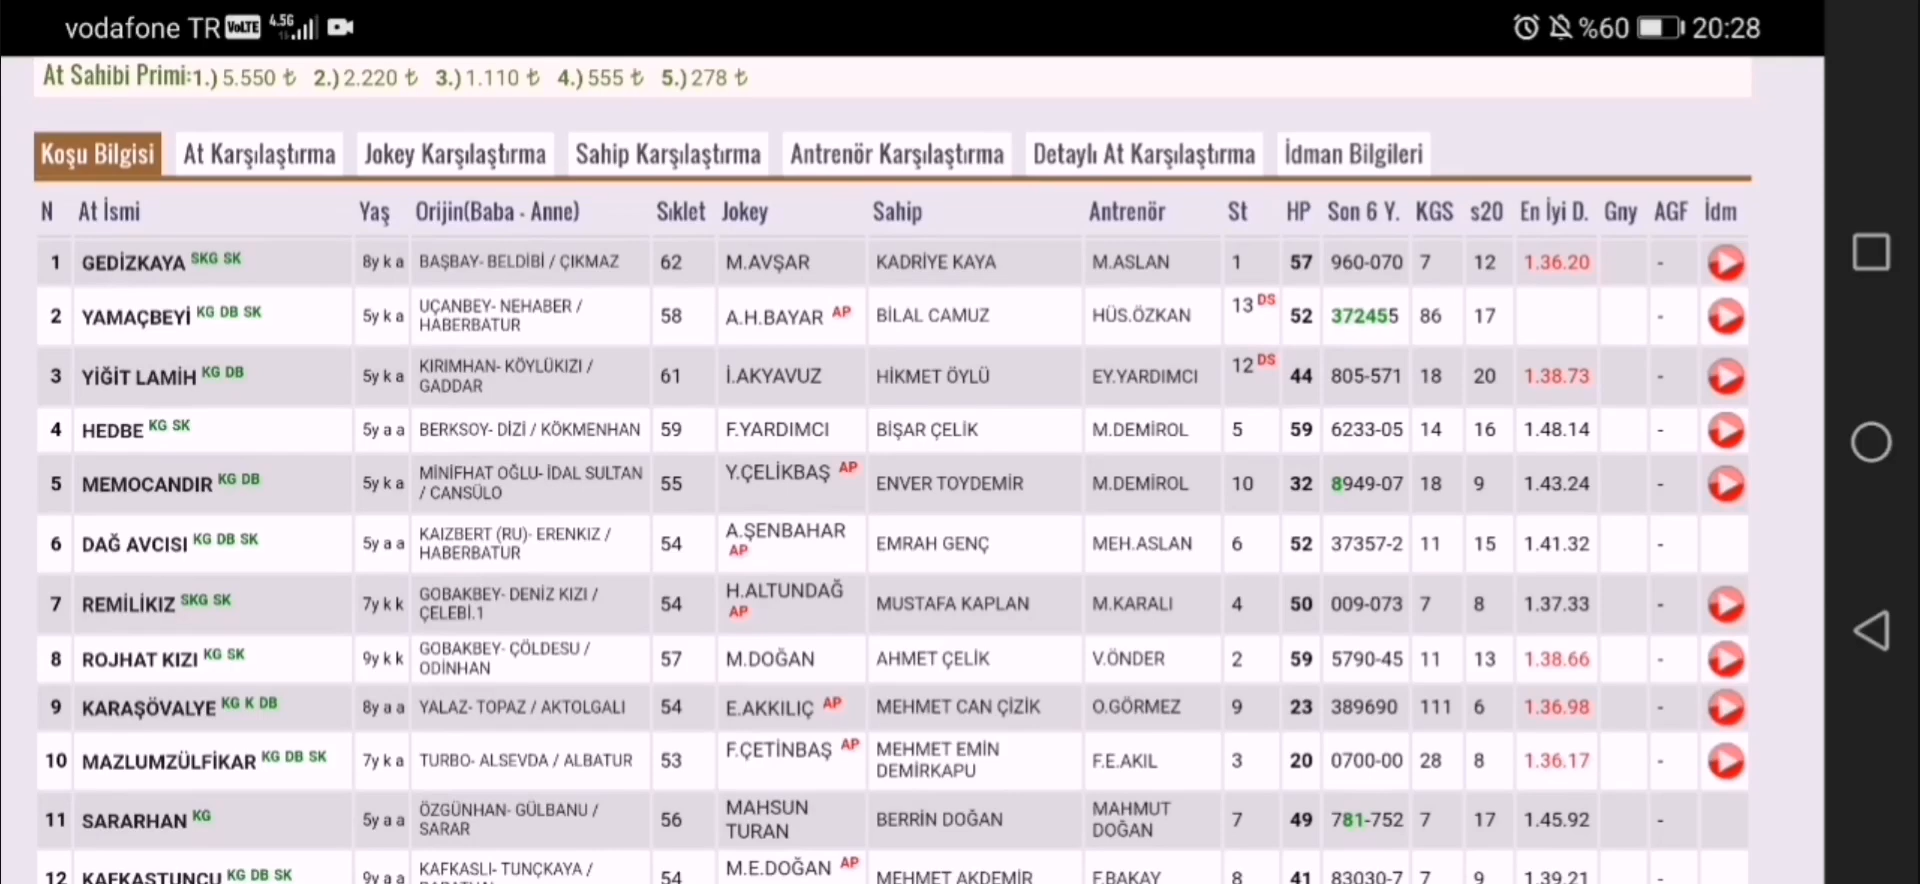 vodafone TR VoLTE 4.5G %60 20:28
At Sahibi Primi:1.) 5.550 ₺ 2.) 2.220 ₺ 3.) 1.110 ₺ 4.) 555 ₺ 5.) 278 ₺
Koşu Bilgisi At Karşılaştırma Jokey Karşılaştırma Sahip Karşılaştırma Antrenör Karşılaştırma Detaylı At Karşılaştırma İdman Bilgileri
N At İsmi Yaş Orijin(Baba - Anne) Sıklet Jokey Sahip Antrenör St HP Son 6 Y. KGS s20 En İyi D. Gny AGF İdm
1 GEDİZKAYA SKG SK 8y k a BAŞBAY- BELDİBİ / ÇIKMAZ 62 M.AVŞAR KADRİYE KAYA M.ASLAN 1 57 960-070 7 12 1.36.20 -
2 YAMAÇBEYİ KG DB SK 5y k a UÇANBEY- NEHABER / HABERBATUR 58 A.H.BAYAR AP BİLAL CAMUZ HÜS.ÖZKAN 13 DS 52 372455 86 17 -
3 YİĞİT LAMİH KG DB 5y k a KIRIMHAN- KÖYLÜKIZI / GADDAR 61 İ.AKYAVUZ HİKMET ÖYLÜ EY.YARDIMCI 12 DS 44 805-571 18 20 1.38.73 -
4 HEDBE KG SK 5y a a BERKSOY- DİZİ / KÖKMENHAN 59 F.YARDIMCI BİŞAR ÇELİK M.DEMİROL 5 59 6233-05 14 16 1.48.14 -
5 MEMOCANDIR KG DB 5y k a MİNİFHAT OĞLU- İDAL SULTAN / CANSÜLO 55 Y.ÇELİKBAŞ AP ENVER TOYDEMİR M.DEMİROL 10 32 8949-07 18 9 1.43.24 -
6 DAĞ AVCISI KG DB SK 5y a a KAIZBERT (RU)- ERENKIZ / HABERBATUR 54 A.ŞENBAHAR AP EMRAH GENÇ MEH.ASLAN 6 52 37357-2 11 15 1.41.32 -
7 REMİLİKIZ SKG SK 7y k k GOBAKBEY- DENİZ KIZI / ÇELEBİ.1 54 H.ALTUNDAĞ AP MUSTAFA KAPLAN M.KARALI 4 50 009-073 7 8 1.37.33 -
8 ROJHAT KIZI KG SK 9y k k GOBAKBEY- ÇÖLDESU / ODİNHAN 57 M.DOĞAN AHMET ÇELİK V.ÖNDER 2 59 5790-45 11 13 1.38.66 -
9 KARAŞÖVALYE KG K DB 8y a a YALAZ- TOPAZ / AKTOLGALI 54 E.AKKILIÇ AP MEHMET CAN ÇİZİK O.GÖRMEZ 9 23 389690 111 6 1.36.98 -
10 MAZLUMZÜLFİKAR KG DB SK 7y k a TURBO- ALSEVDA / ALBATUR 53 F.ÇETİNBAŞ AP MEHMET EMİN DEMİRKAPU F.E.AKIL 3 20 0700-00 28 8 1.36.17 -
11 SARARHAN KG 5y a a ÖZGÜNHAN- GÜLBANU / SARAR 56 MAHSUN TURAN BERRİN DOĞAN MAHMUT DOĞAN 7 49 781-752 7 17 1.45.92 -
12 KAFKASTUNCU KG DB SK 9y a a KAFKASLI- TUNÇKAYA / 54 M.E.DOĞAN AP MEHMET AKDEMİR F.BAKAY 8 41 83030-7 7 9 1.39.21 -